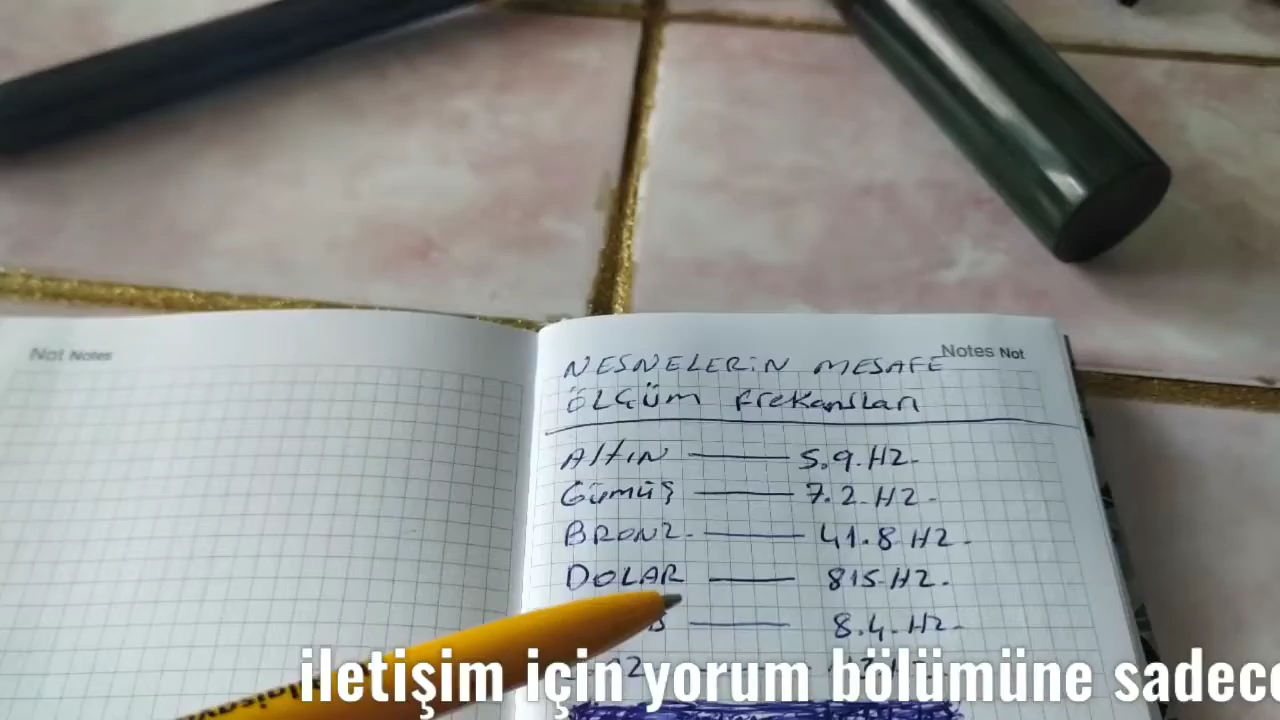 Not Notes
Notes Not
NESNELERİN MESAFE
ÖLÇÜM frekansları
Altın 5.9.HZ.
Gümüş 7.2.HZ.
BRONZ. 41.8 HZ.
DOLAR 815 HZ.
8.4.HZ.
iletişim için yorum bölümüne sadece